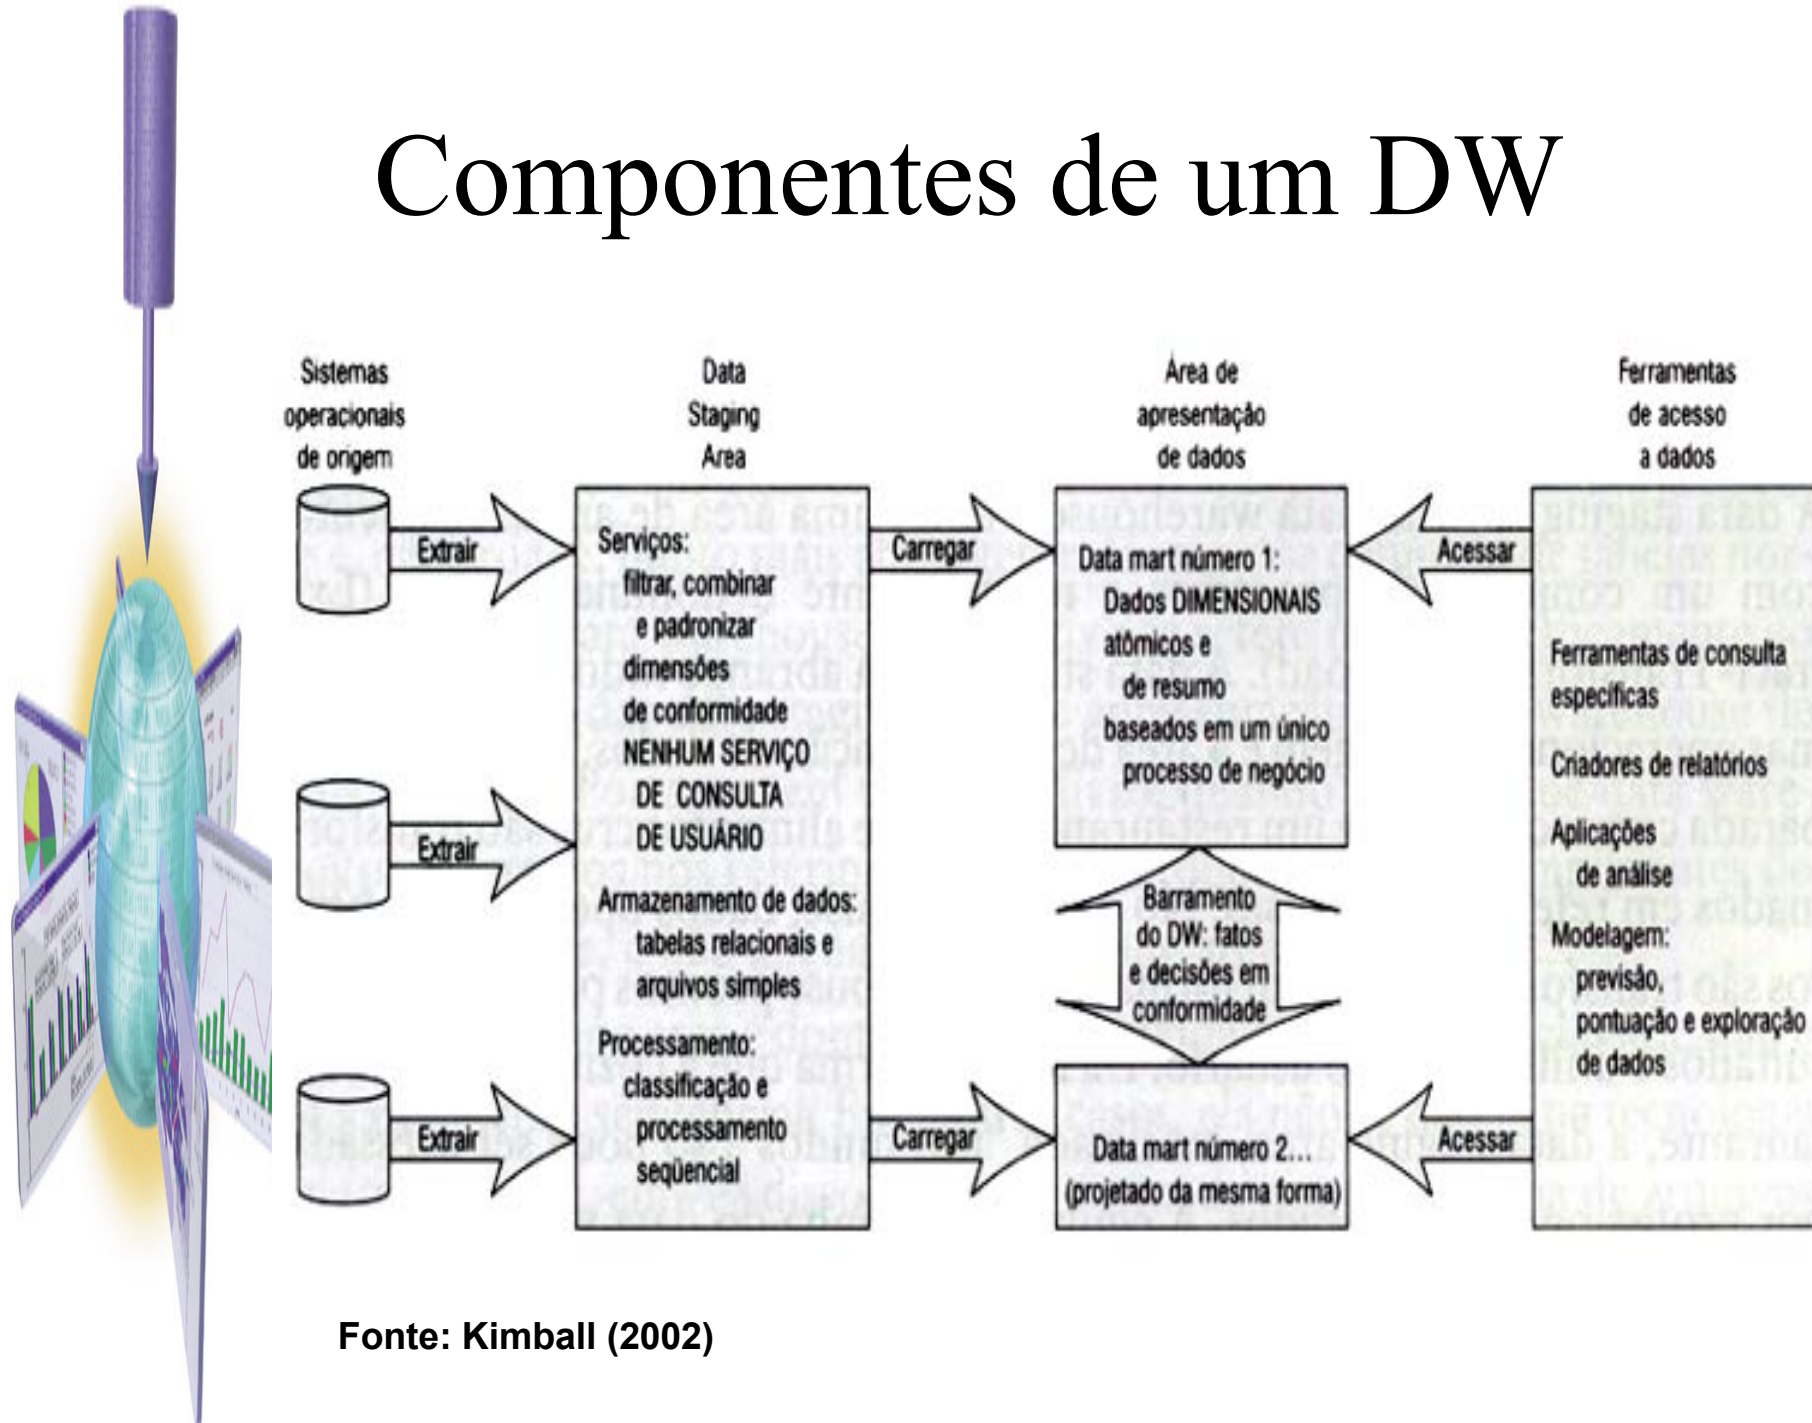 Componentes de um DW
Sistemas
operacionais
de origem
Data
Staging
Area
Área de
apresentação
de dados
Ferramentas
de acesso
a dados
Extrair
Extrair
Extrair
Serviços:
filtrar, combinar
e padronizar
dimensões
de conformidade
NENHUM SERVIÇO
DE CONSULTA
DE USUÁRIO
Armazenamento de dados:
tabelas relacionais e
arquivos simples
Processamento:
classificação e
processamento
seqüencial
Carregar
Carregar
Data mart número 1:
Dados DIMENSIONAIS
atômicos e
de resumo
baseados em um único
processo de negócio
Barramento
do DW: fatos
e decisões em
conformidade
Data mart número 2...
(projetado da mesma forma)
Acessar
Acessar
Ferramentas de consulta
específicas
Criadores de relatórios
Aplicações
de análise
Modelagem:
previsão,
pontuação e exploração
de dados
Fonte: Kimball (2002)